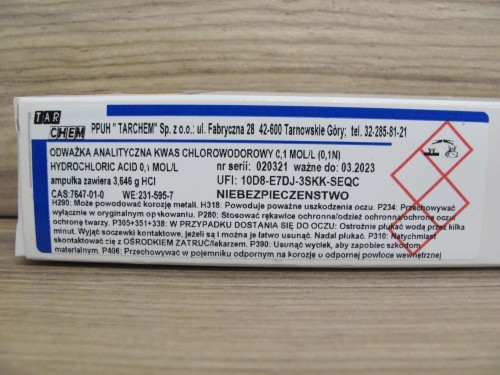 TAR
CHEM
PPUH " TARCHEM" Sp. z o.o.; ul. Fabryczna 28 42-600 Tarnowskie Góry; tel. 32-285-81-21
ODWAŻKA ANALITYCZNA KWAS CHLOROWODOROWY 0,1 MOL/L (0,1N)
HYDROCHLORIC ACID 0,1 MOL/L nr serii: 020321 ważne do: 03.2023
ampułka zawiera 3,646 g HCl UFI: 10D8-E7DJ-3SKK-SEQC
CAS:7647-01-0 WE:231-595-7 NIEBEZPIECZENSTWO
H290: Może powodować korozję metali. H318: Powoduje poważne uszkodzenia oczu. P234: Przechowywać
wyłącznie w oryginalnym opakowaniu. P280: Stosować rękawice ochronne/odzież ochronną/ochronę oczu/
ochronę twarzy. P305+351+338: W PRZYPADKU DOSTANIA SIĘ DO OCZU: Ostrożnie płukać wodą przez kilka
minut. Wyjąć soczewki kontaktowe, jeżeli są i można je łatwo usunąć. Nadal płukać. P310: Natychmiast
skontaktować się z OŚRODKIEM ZATRUĆ/lekarzem. P390: Usunąć wyciek, aby zapobiec szkodom
materialnym. P406: Przechowywać w pojemniku odpornym na korozję o odpornej powłoce wewnętrznej